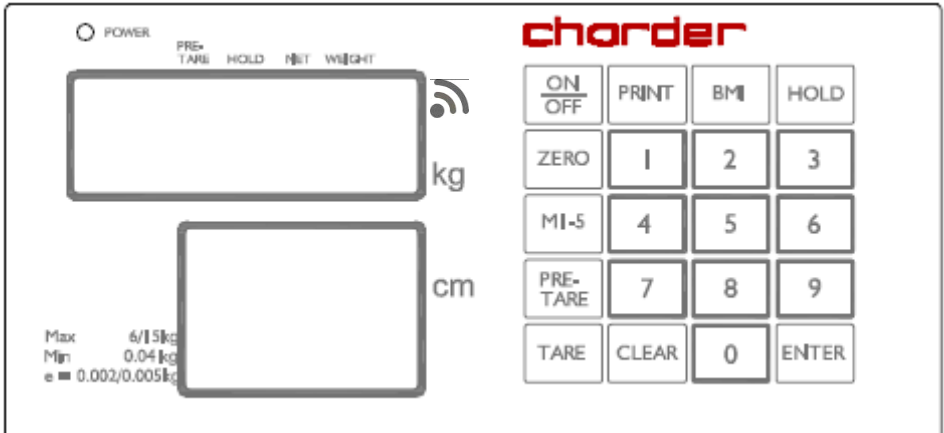 POWER
PRE-
TARE HOLD NET WEIGHT
kg
cm
Max 6/15kg
Min 0.04 kg
e = 0.002/0.005kg
charder
ON
OFF PRINT BMI HOLD
ZERO 1 2 3
M1-5 4 5 6
PRE-
TARE 7 8 9
TARE CLEAR 0 ENTER